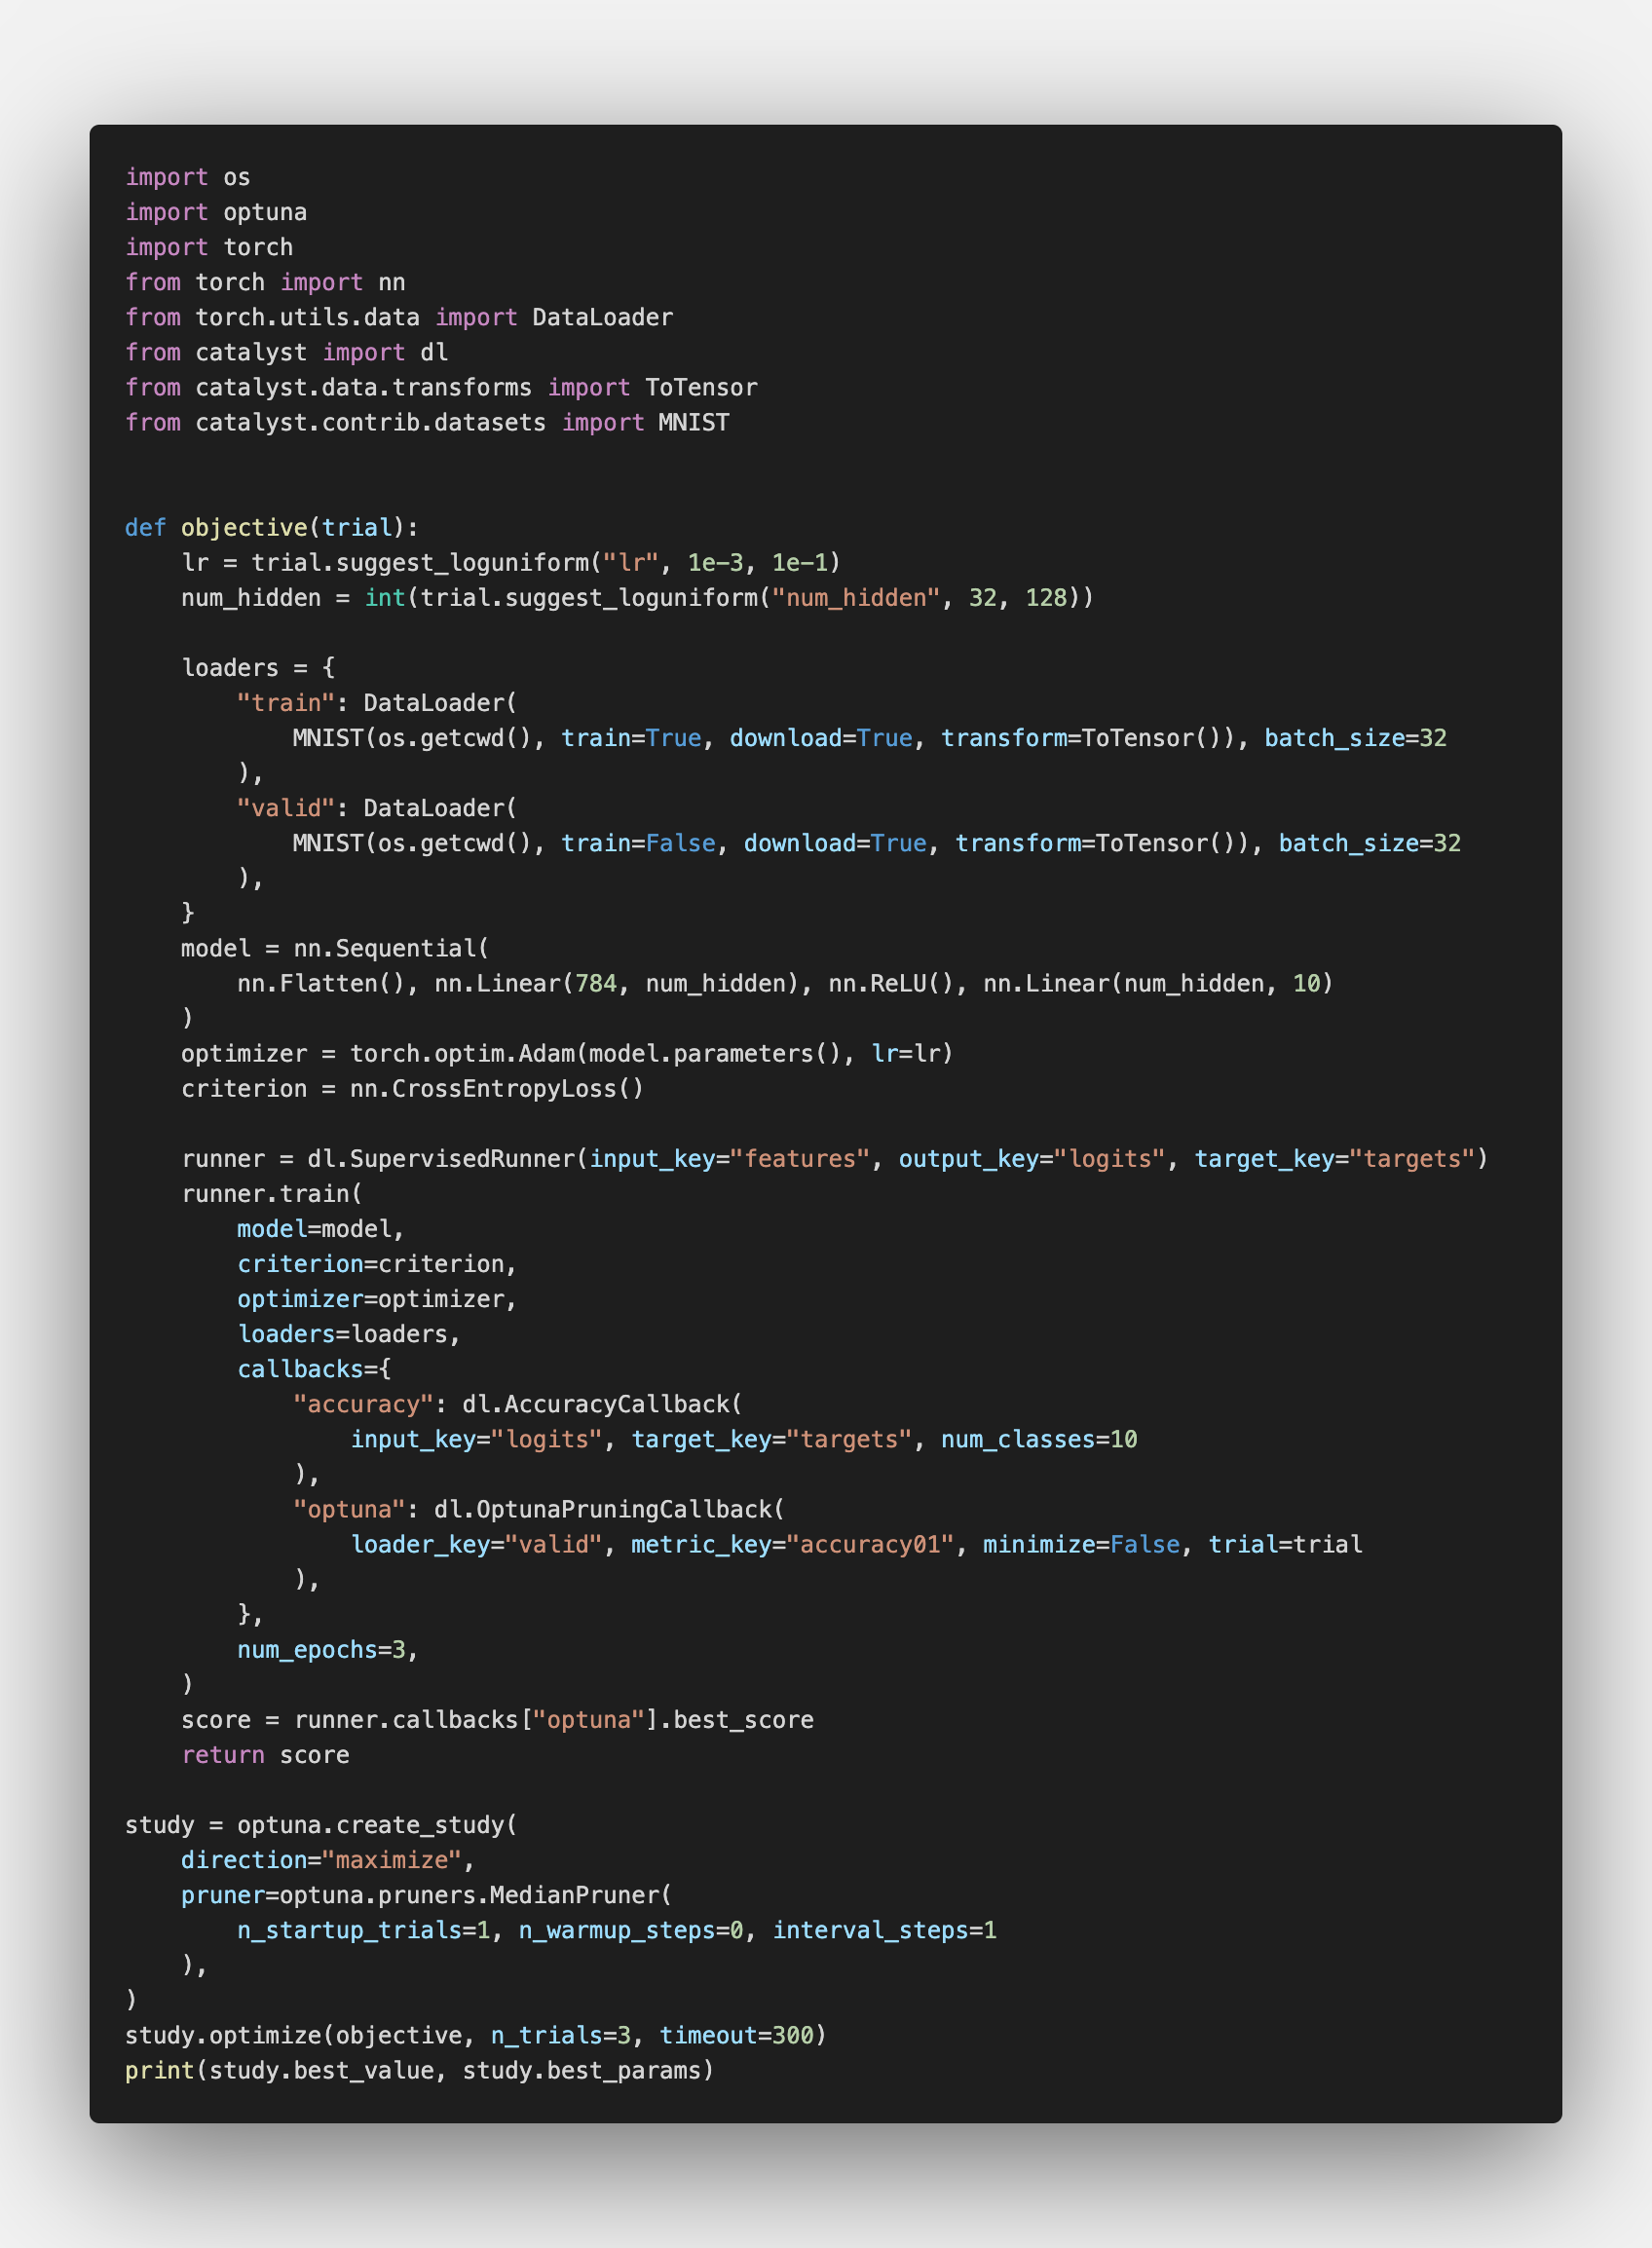 import os
import optuna
import torch
from torch import nn
from torch.utils.data import DataLoader
from catalyst import dl
from catalyst.data.transforms import ToTensor
from catalyst.contrib.datasets import MNIST


def objective(trial):
    lr = trial.suggest_loguniform("lr", 1e-3, 1e-1)
    num_hidden = int(trial.suggest_loguniform("num_hidden", 32, 128))

    loaders = {
        "train": DataLoader(
            MNIST(os.getcwd(), train=True, download=True, transform=ToTensor()), batch_size=32
        ),
        "valid": DataLoader(
            MNIST(os.getcwd(), train=False, download=True, transform=ToTensor()), batch_size=32
        ),
    }
    model = nn.Sequential(
        nn.Flatten(), nn.Linear(784, num_hidden), nn.ReLU(), nn.Linear(num_hidden, 10)
    )
    optimizer = torch.optim.Adam(model.parameters(), lr=lr)
    criterion = nn.CrossEntropyLoss()

    runner = dl.SupervisedRunner(input_key="features", output_key="logits", target_key="targets")
    runner.train(
        model=model,
        criterion=criterion,
        optimizer=optimizer,
        loaders=loaders,
        callbacks={
            "accuracy": dl.AccuracyCallback(
                input_key="logits", target_key="targets", num_classes=10
            ),
            "optuna": dl.OptunaPruningCallback(
                loader_key="valid", metric_key="accuracy01", minimize=False, trial=trial
            ),
        },
        num_epochs=3,
    )
    score = runner.callbacks["optuna"].best_score
    return score

study = optuna.create_study(
    direction="maximize",
    pruner=optuna.pruners.MedianPruner(
        n_startup_trials=1, n_warmup_steps=0, interval_steps=1
    ),
)
study.optimize(objective, n_trials=3, timeout=300)
print(study.best_value, study.best_params)